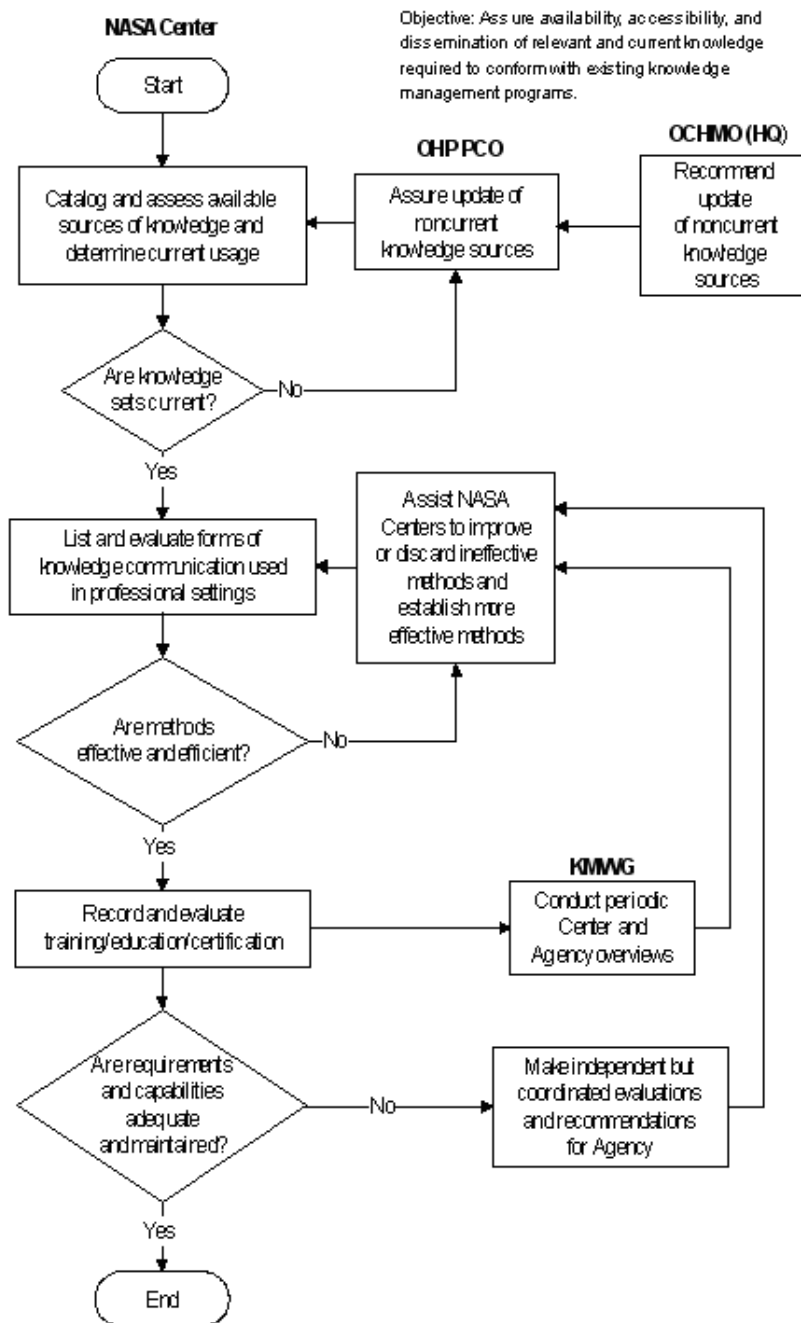 NASA Center
Objective: Assure availability, accessibility, and
dissemination of relevant and current knowledge
required to conform with existing knowledge
management programs.
Start
OHP PCO
OCHMO (HQ)
Catalog and assess available
sources of knowledge and
determine current usage
Assure update of
noncurrent
knowledge sources
Recommend
update
of noncurrent
knowledge
sources
Are knowledge
sets current?
No
Yes
List and evaluate forms of
knowledge communication used
in professional settings
Assist NASA
Centers to improve
or discard ineffective
methods and
establish more
effective methods
Are methods
effective and efficient?
No
Yes
KMWG
Record and evaluate
training/education/certification
Conduct periodic
Center and
Agency overviews
Are requirements
and capabilities
adequate
and maintained?
No
Make independent but
coordinated evaluations
and recommendations
for Agency
Yes
End